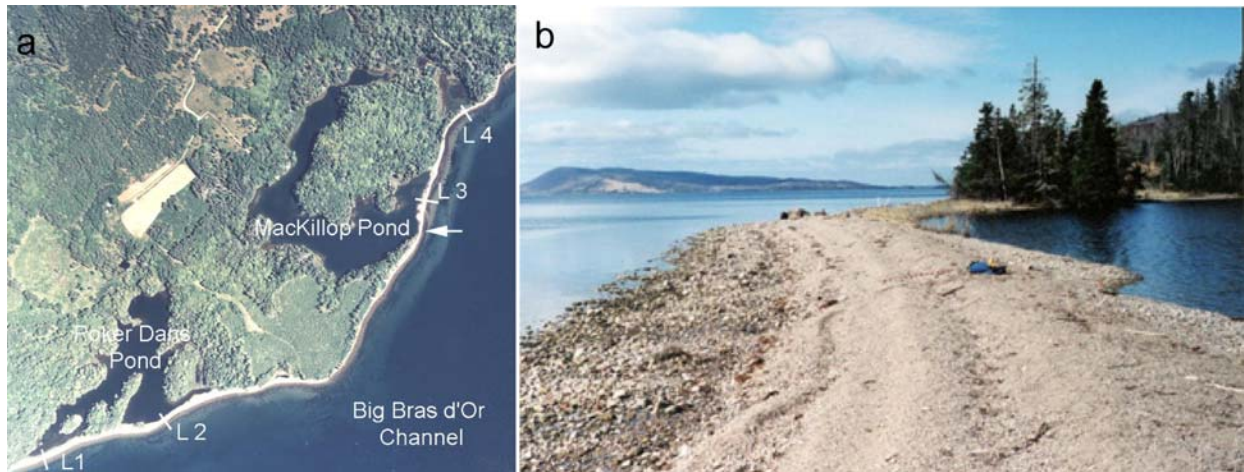 a
L 4
L 3
MacKillop Pond
Poker Dans
Pond
Big Bras d'Or
Channel
L 2
L1
b